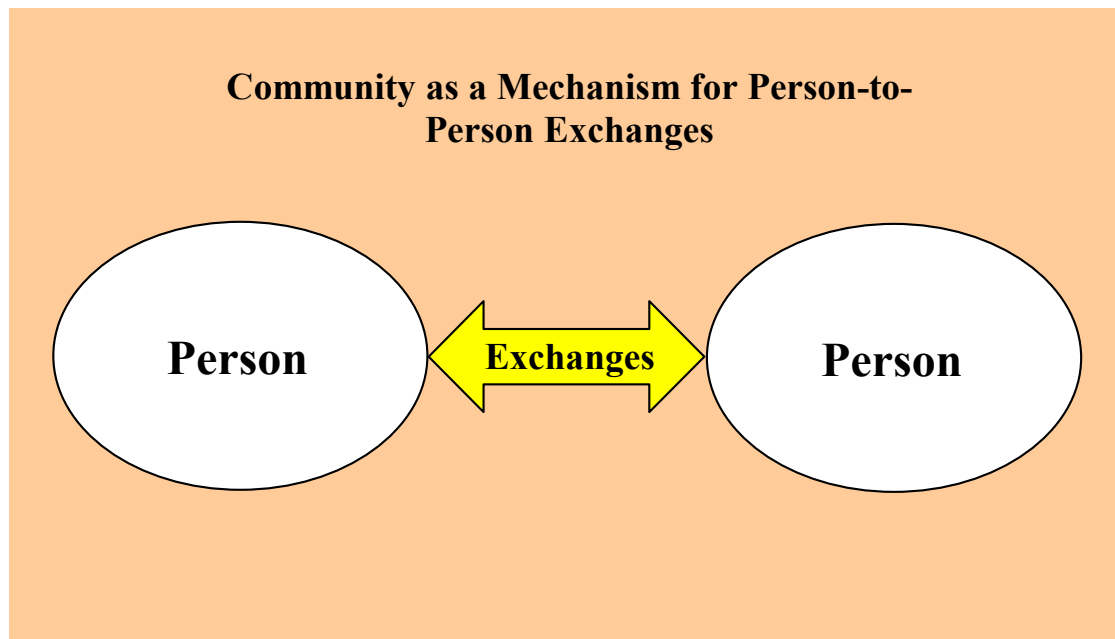 Community as a Mechanism for Person-to-
Person Exchanges
Person
Exchanges
Person